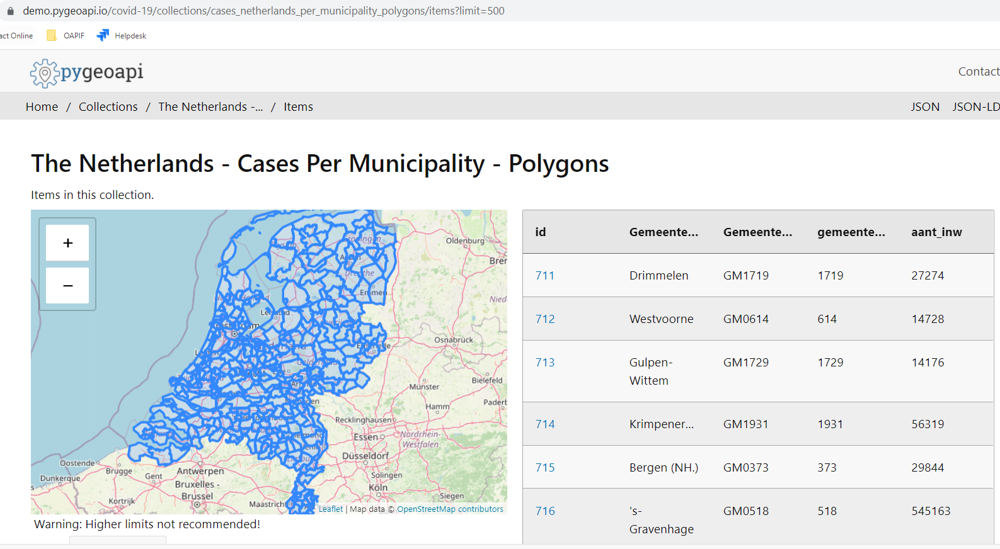 demo.pygeoapi.io/covid-19/collections/cases_netherlands_per_municipality_polygons/items?limit=500
act Online OAPIF Helpdesk
pygeoapi
Contact
Home / Collections / The Netherlands -... / Items
JSON JSON-LD
The Netherlands - Cases Per Municipality - Polygons
Items in this collection.
+
−
Oldenburg
Brer
Groningen
Drenthe
Emmen
Nied
Osnabrück
Enschede
Bielefeld
Münster
Paderb
Hamm
Recklinghausen
Essen
Nordrhein-
Westfalen
Düsseldorf
Solingen
Köln
Siegen
Oostende
Dunkerque
Brugge
Gent
Antwerpen
Bruxelles -
Brussel
Kortrijk
Maastricht
Leaflet | Map data © OpenStreetMap contributors
Warning: Higher limits not recommended!
id Gemeente... Gemeente... gemeente... aant_inw
711 Drimmelen GM1719 1719 27274
712 Westvoorne GM0614 614 14728
713 Gulpen- GM1729 1729 14176
Wittem
714 Krimpener... GM1931 1931 56319
715 Bergen (NH.) GM0373 373 29844
716 's- GM0518 518 545163
Gravenhage